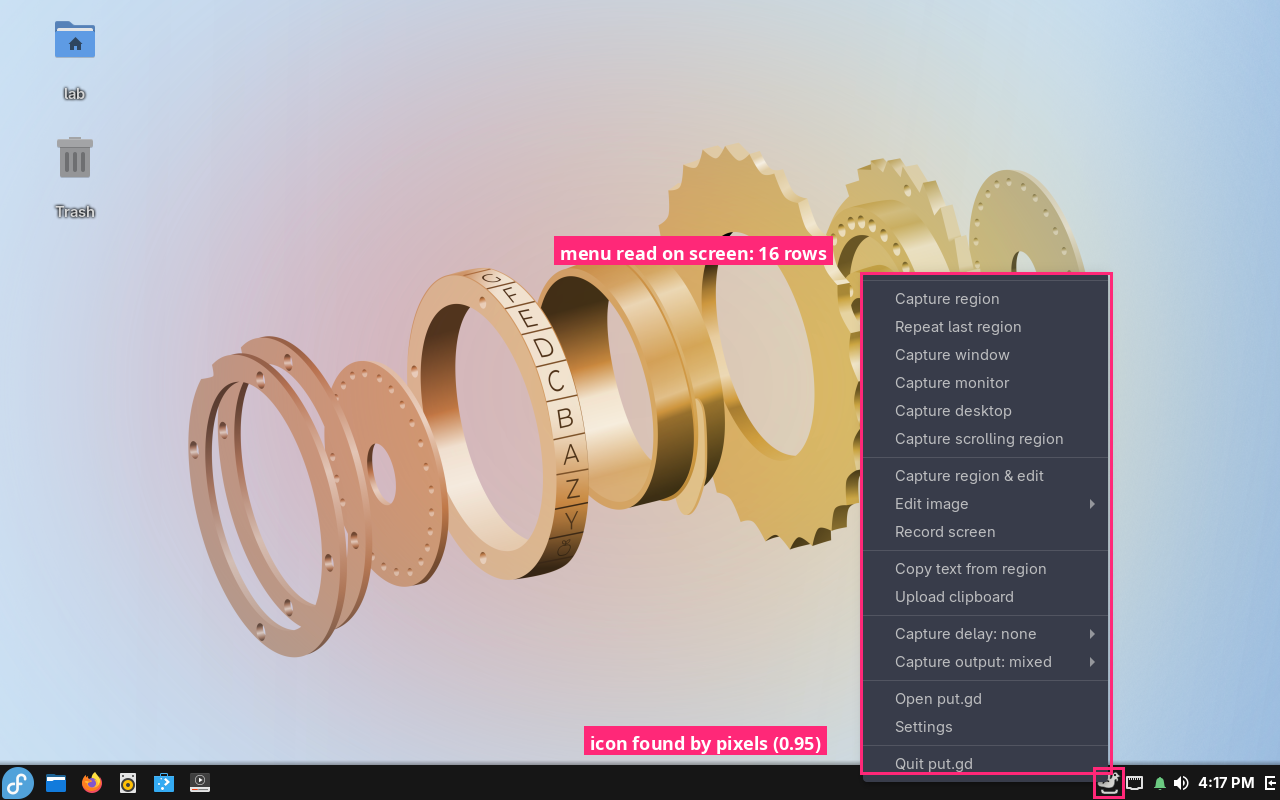 lab
Trash
menu read on screen: 16 rows
G
F
E
D
C
B
A
Z
Y
Capture region
Repeat last region
Capture window
Capture monitor
Capture desktop
Capture scrolling region
Capture region & edit
Edit image
Record screen
Copy text from region
Upload clipboard
Capture delay: none
Capture output: mixed
Open put.gd
Settings
Quit put.gd
icon found by pixels (0.95)
4:17 PM